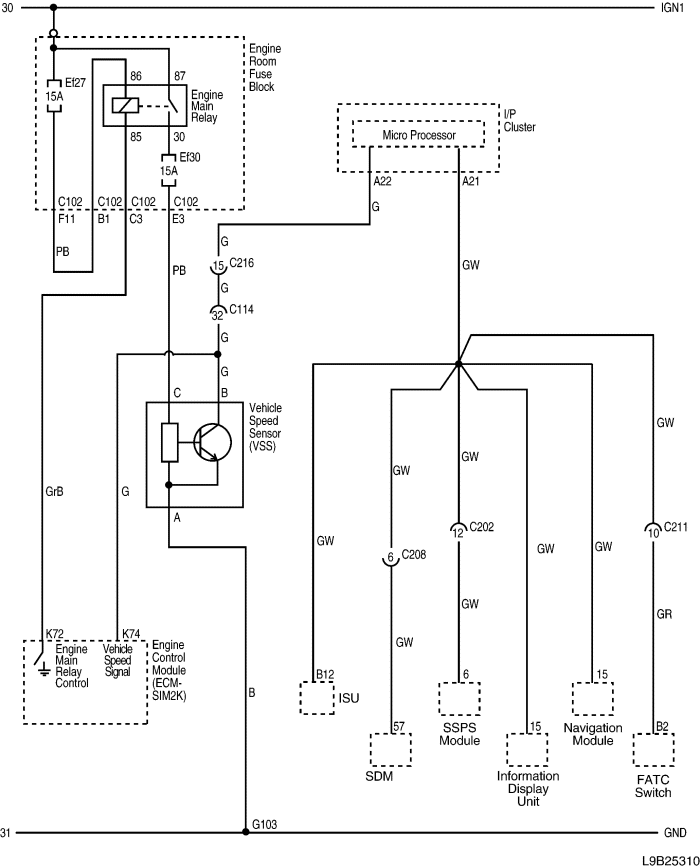 30
IGN1
Engine
Room
Fuse
Block
Ef27
15A
86
87
Engine
Main
Relay
85
30
Ef30
15A
C102
C102
C102
C102
F11
B1
C3
E3
I/P
Cluster
Micro Processor
A22
A21
G
GW
PB
PB
G
15
C216
G
32
C114
G
G
C
B
Vehicle
Speed
Sensor
(VSS)
A
GrB
G
B
K72
K74
Engine
Main
Relay
Control
Vehicle
Speed
Signal
Engine
Control
Module
(ECM-
SIM2K)
GW
GW
GW
12
C202
10
C211
GW
6
C208
GW
GW
GW
GW
GR
B12
ISU
57
SDM
6
SSPS
Module
15
Information
Display
Unit
15
Navigation
Module
B2
FATC
Switch
31
G103
GND
L9B25310